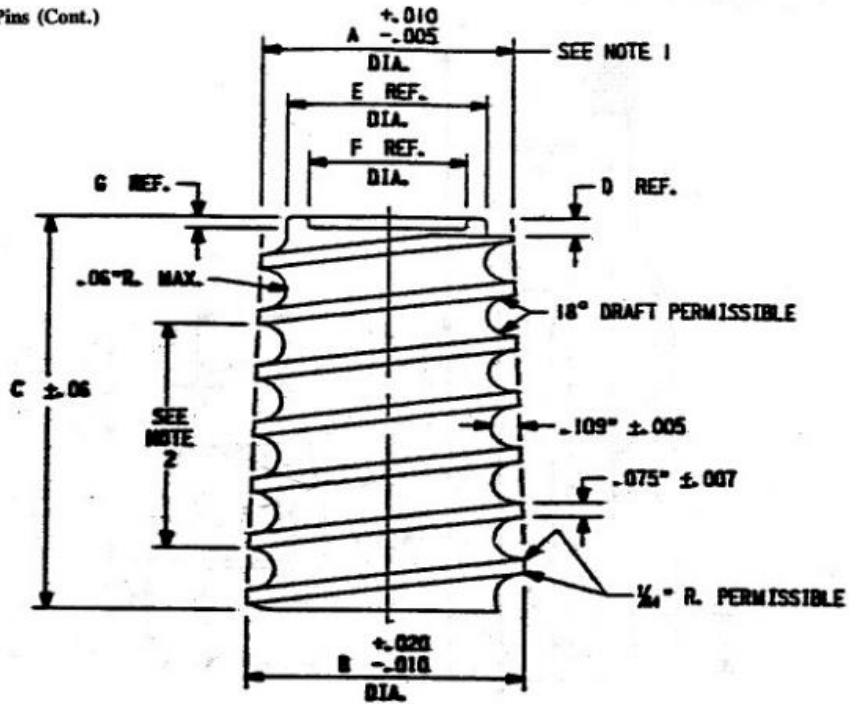 Pins (Cont.)
+.010
A -.005
DIA.
SEE NOTE 1
E REF.
DIA.
F REF.
DIA.
G REF.
D REF.
.06"R. MAX.
18° DRAFT PERMISSIBLE
C ±.06
SEE
NOTE
2
.109" ±.005
.075" ±.007
1/64" R. PERMISSIBLE
+.020
B -.010
DIA.